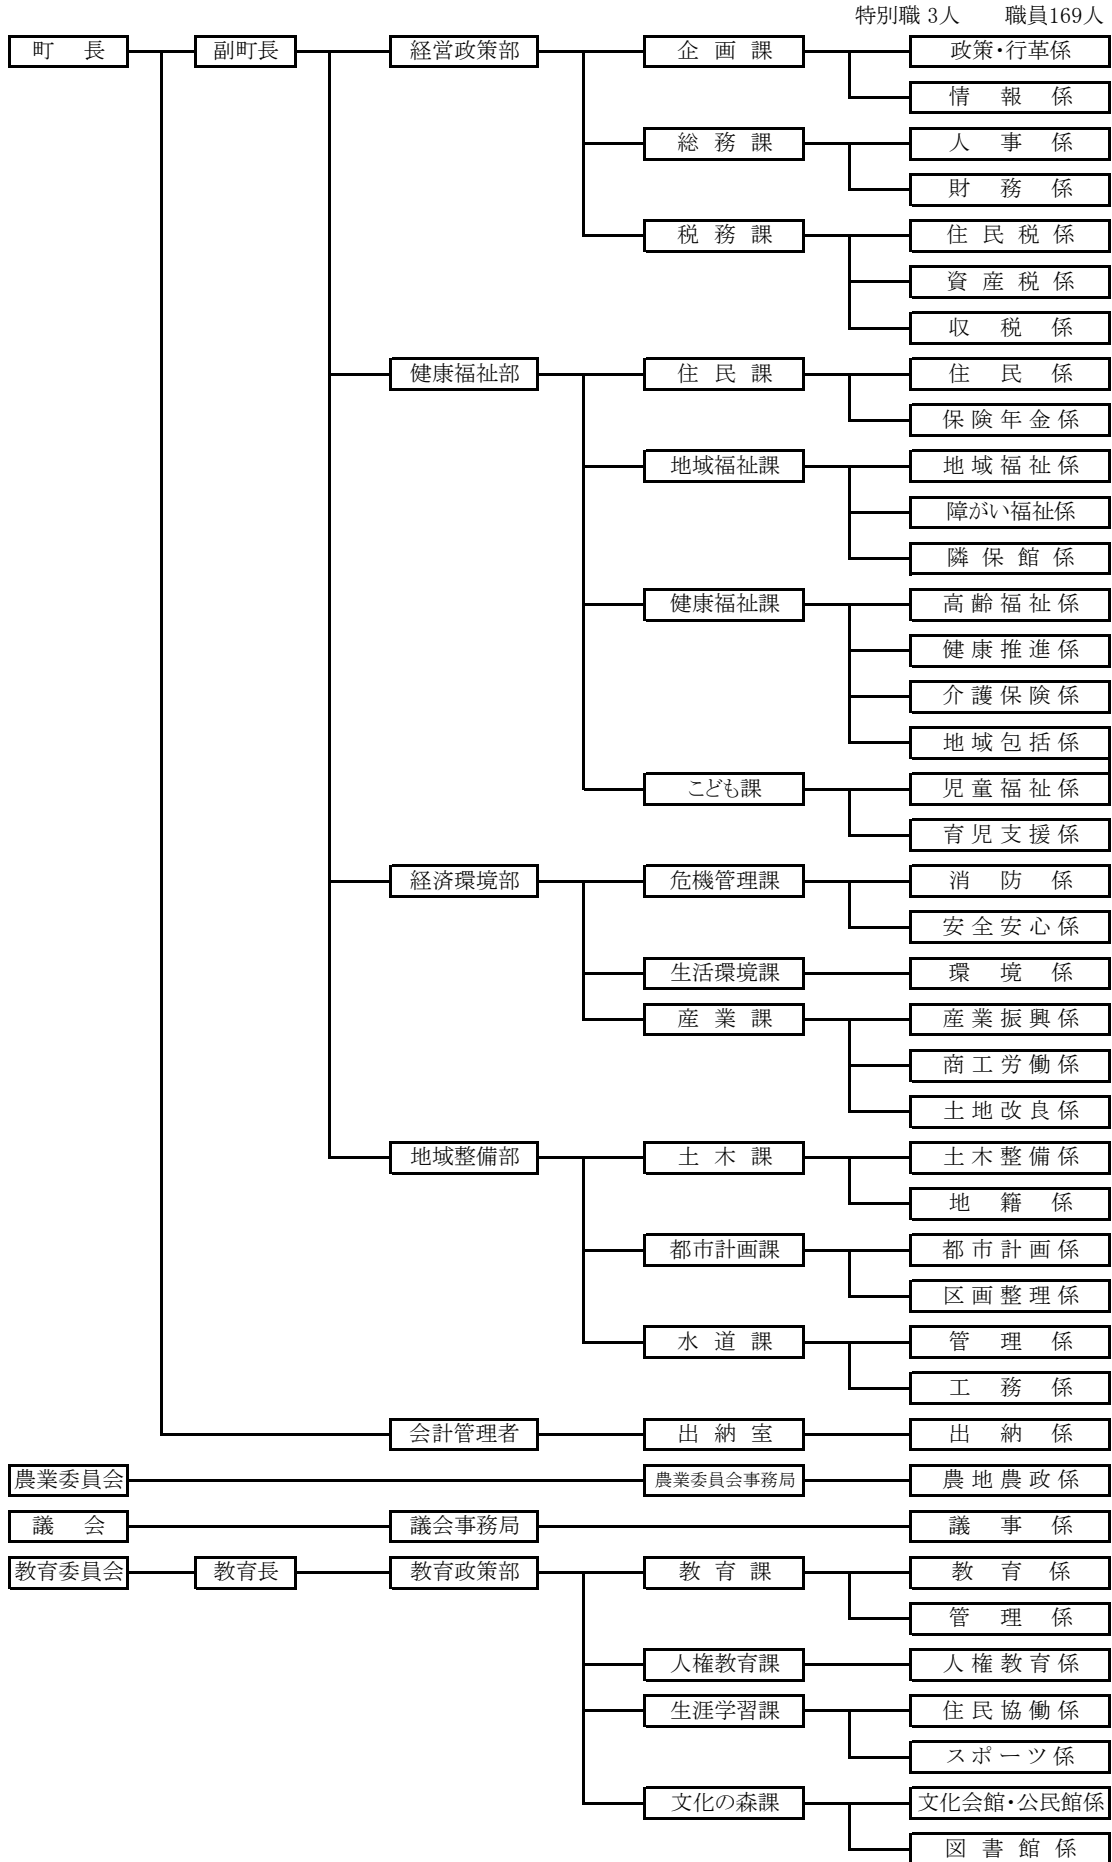 特別職 3人　職員169人
町長 副町長 経営政策部 企画課 政策・行革係
情報係
総務課 人事係
財務係
税務課 住民税係
資産税係
収税係
健康福祉部 住民課 住民係
保険年金係
地域福祉課 地域福祉係
障がい福祉係
隣保館係
健康福祉課 高齢福祉係
健康推進係
介護保険係
地域包括係
こども課 児童福祉係
育児支援係
経済環境部 危機管理課 消防係
安全安心係
生活環境課 環境係
産業課 産業振興係
商工労働係
土地改良係
地域整備部 土木課 土木整備係
地籍係
都市計画課 都市計画係
区画整理係
水道課 管理係
工務係
会計管理者 出納室 出納係
農業委員会 農業委員会事務局 農地農政係
議会 議会事務局 議事係
教育委員会 教育長 教育政策部 教育課 教育係
管理係
人権教育課 人権教育係
生涯学習課 住民協働係
スポーツ係
文化の森課 文化会館・公民館係
図書館係